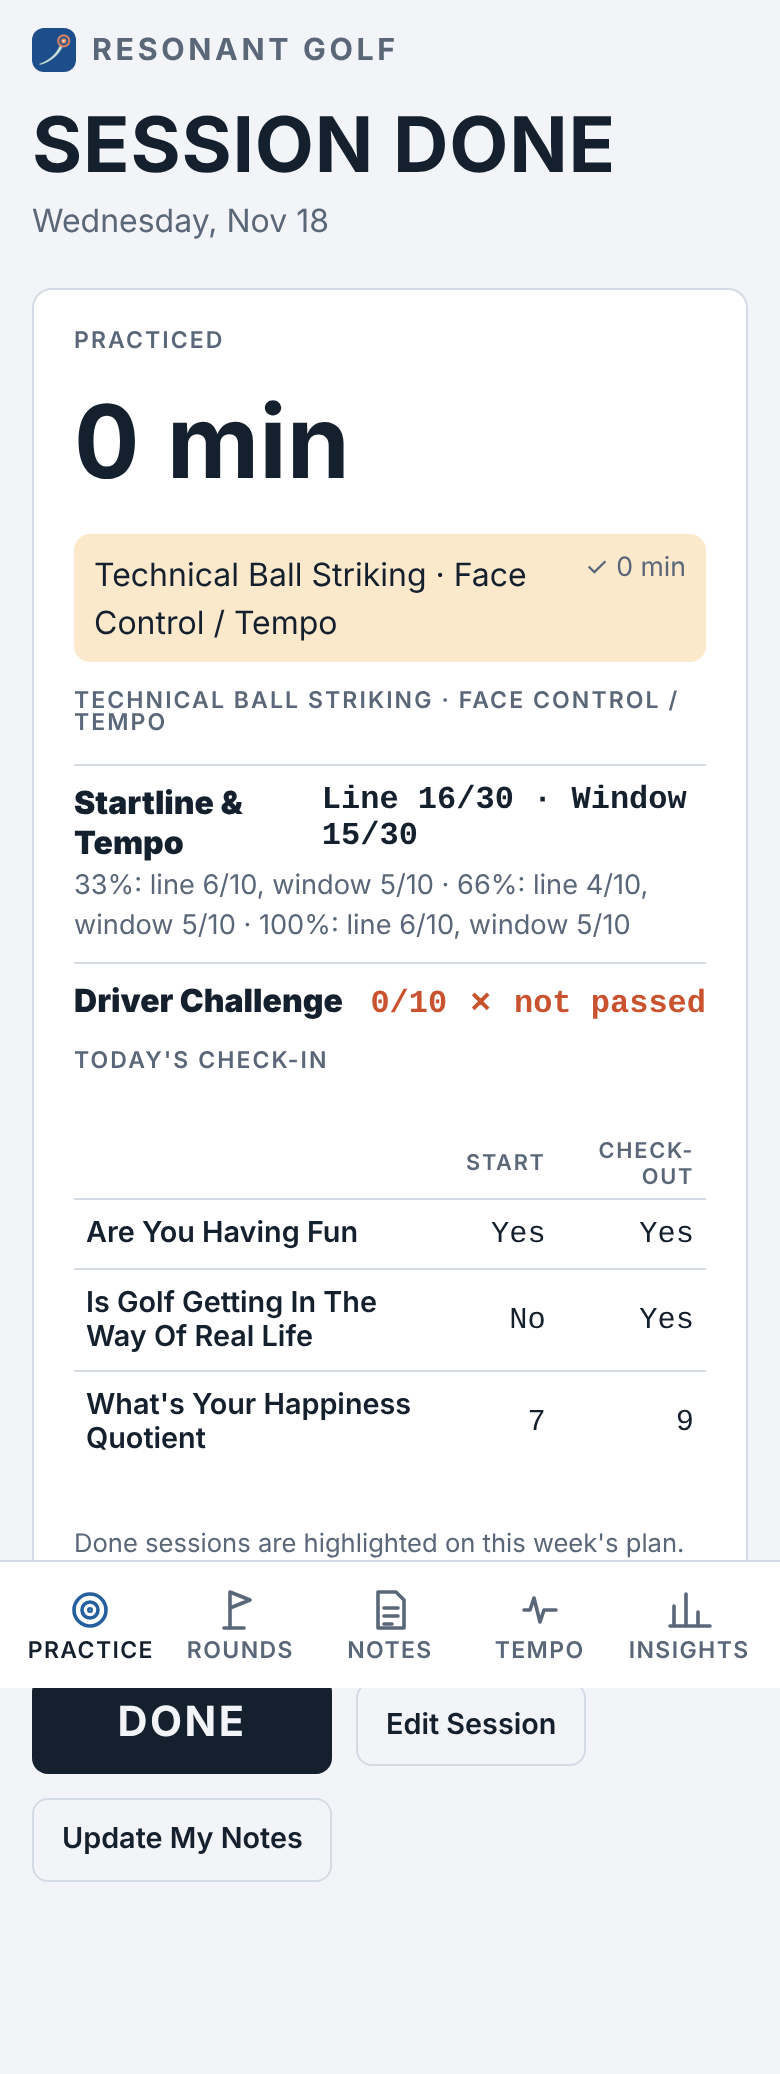 RESONANT GOLF
SESSION DONE
Wednesday, Nov 18
PRACTICED
0 min
Technical Ball Striking · Face
Control / Tempo
✓ 0 min
TECHNICAL BALL STRIKING · FACE CONTROL /
TEMPO
Startline &
Tempo
Line 16/30 · Window
15/30
33%: line 6/10, window 5/10 · 66%: line 4/10,
window 5/10 · 100%: line 6/10, window 5/10
Driver Challenge 0/10 ✕ not passed
TODAY'S CHECK-IN
START CHECK-
OUT
Are You Having Fun Yes Yes
Is Golf Getting In The
Way Of Real Life
No Yes
What's Your Happiness
Quotient
7 9
Done sessions are highlighted on this week's plan.
PRACTICE ROUNDS NOTES TEMPO INSIGHTS
DONE Edit Session
Update My Notes